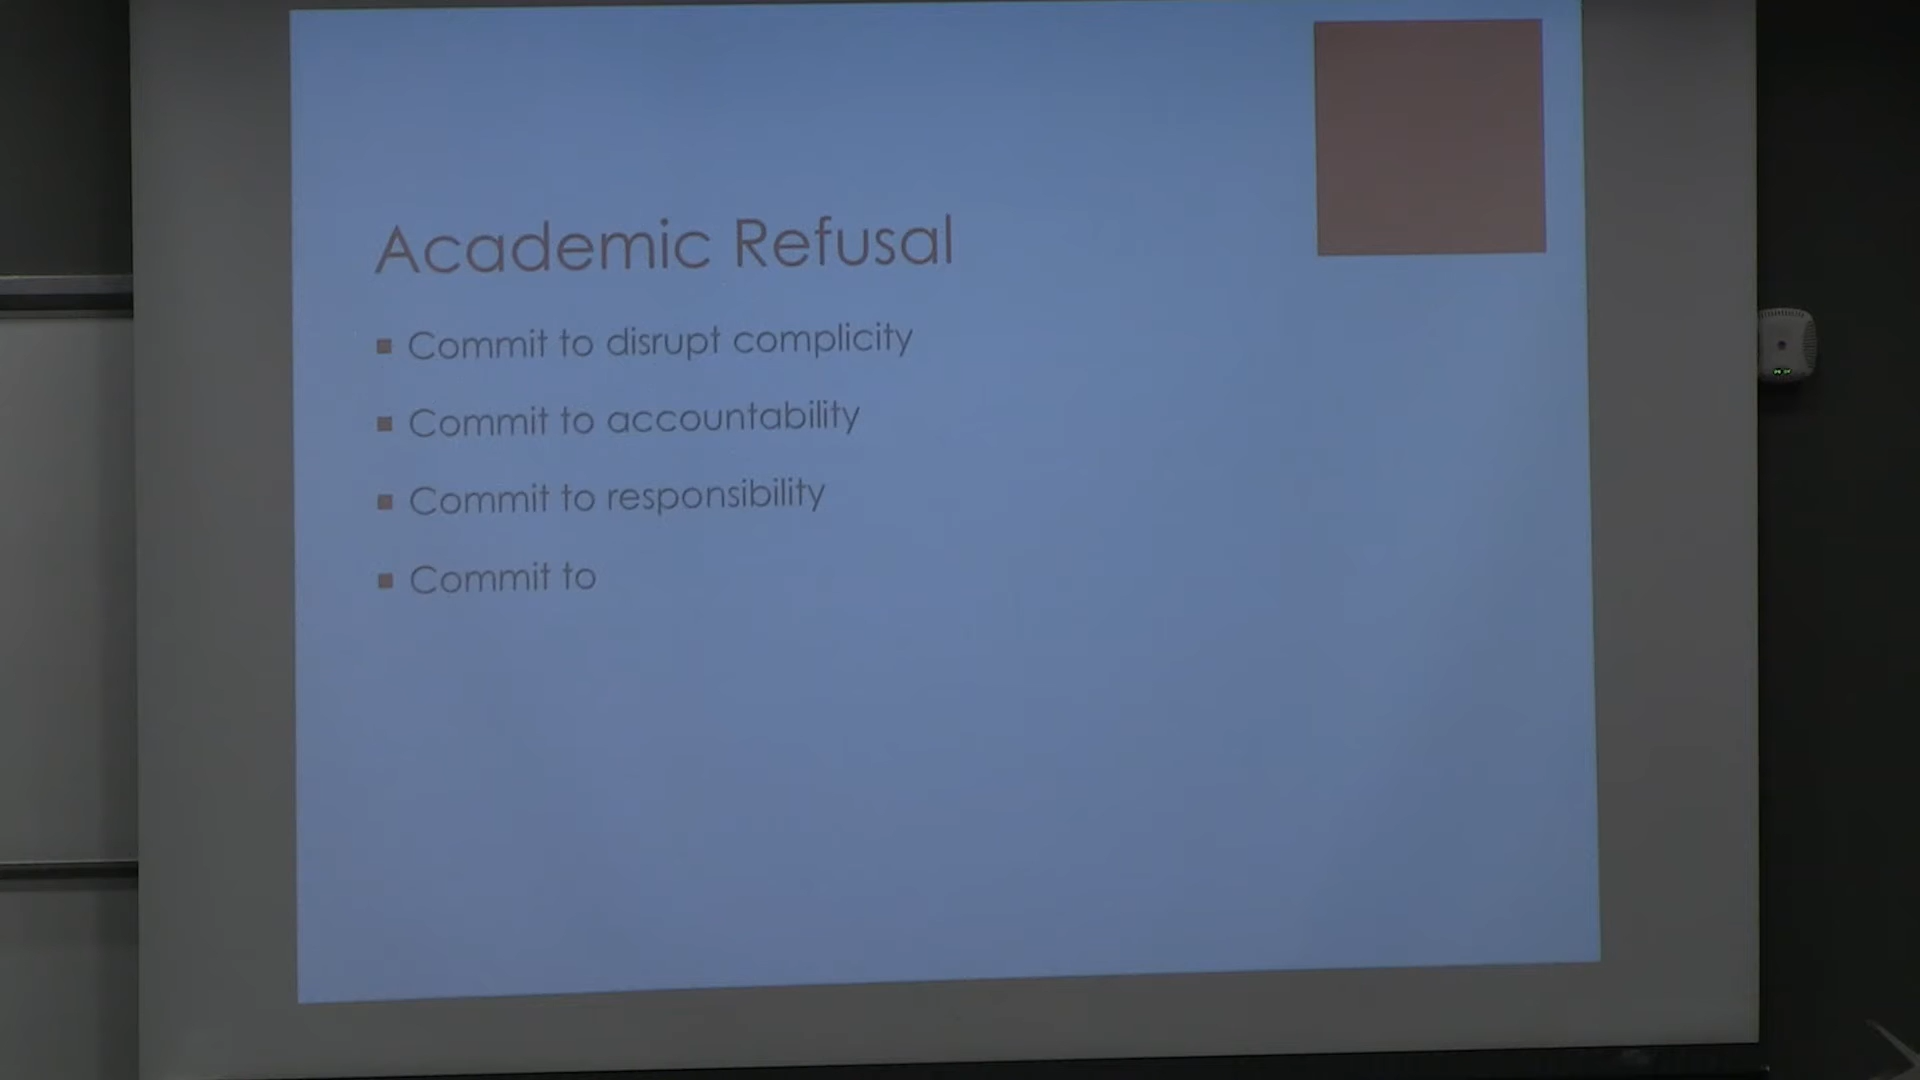 Academic Refusal
Commit to disrupt complicity
Commit to accountability
Commit to responsibility
Commit to